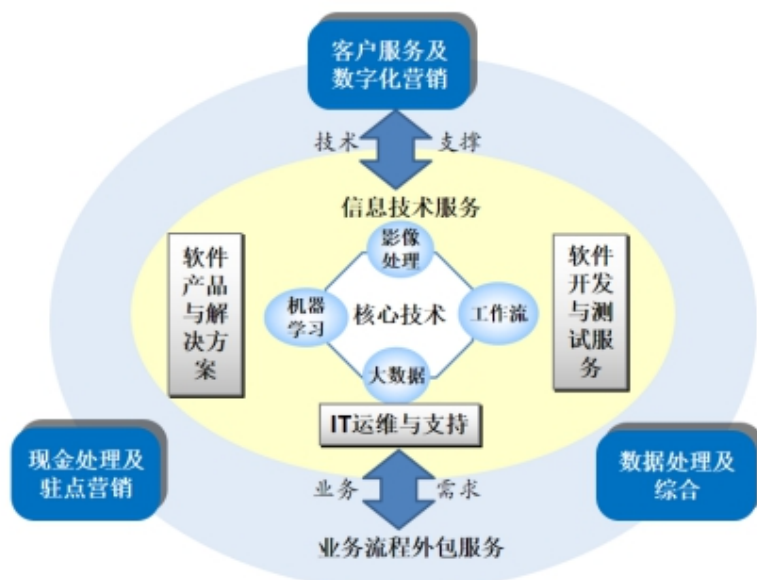 客户服务及
数字化营销
技术 支撑
信息技术服务
影像
处理
软件
产品
与解
决方
案
机器
学习
核心技术
工作流
软件
开发
与测
试服
务
大数据
IT运维与支持
现金处理及
驻点营销
业务 需求
数据处理及
综合
业务流程外包服务